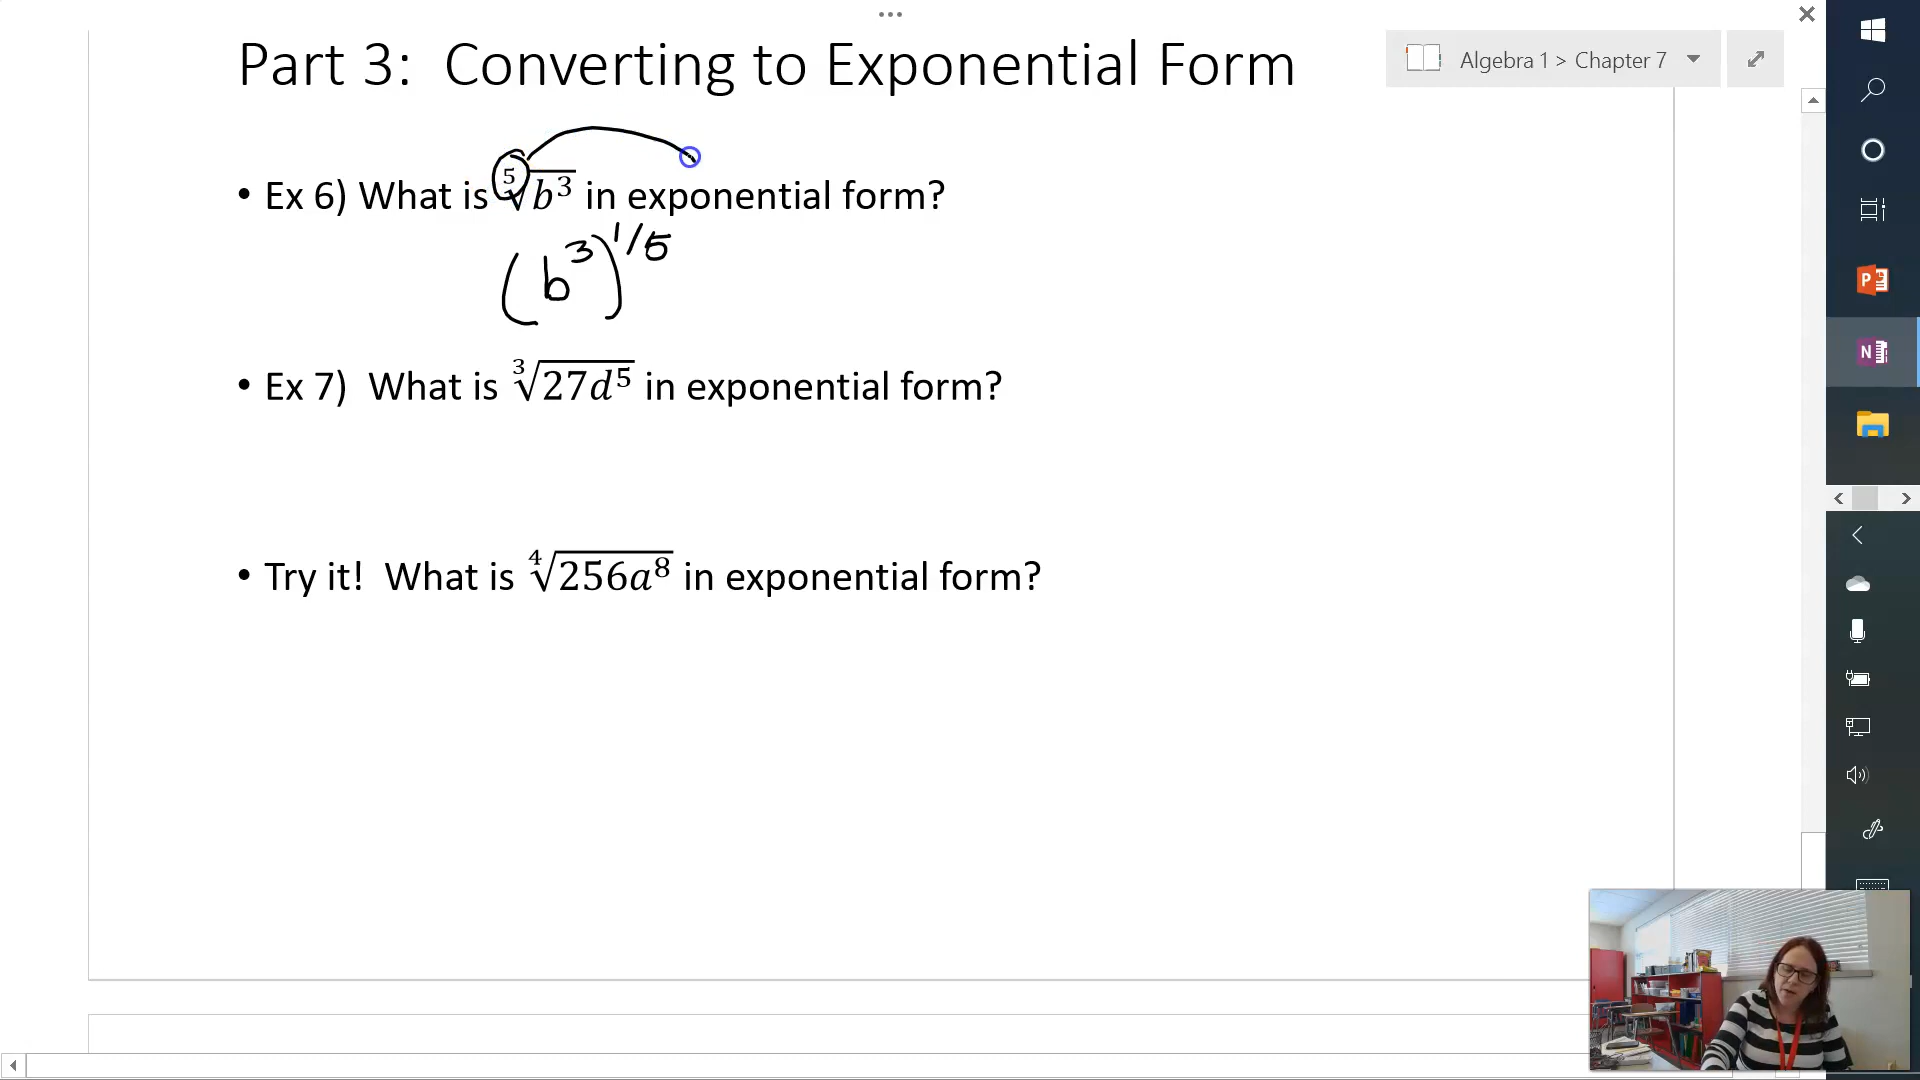 Part 3: Converting to Exponential Form
Algebra 1 > Chapter 7
• Ex 6) What is ⁵√b³ in exponential form?
(b³)^1/5
• Ex 7) What is ³√27d⁵ in exponential form?
• Try it! What is ⁴√256a⁸ in exponential form?